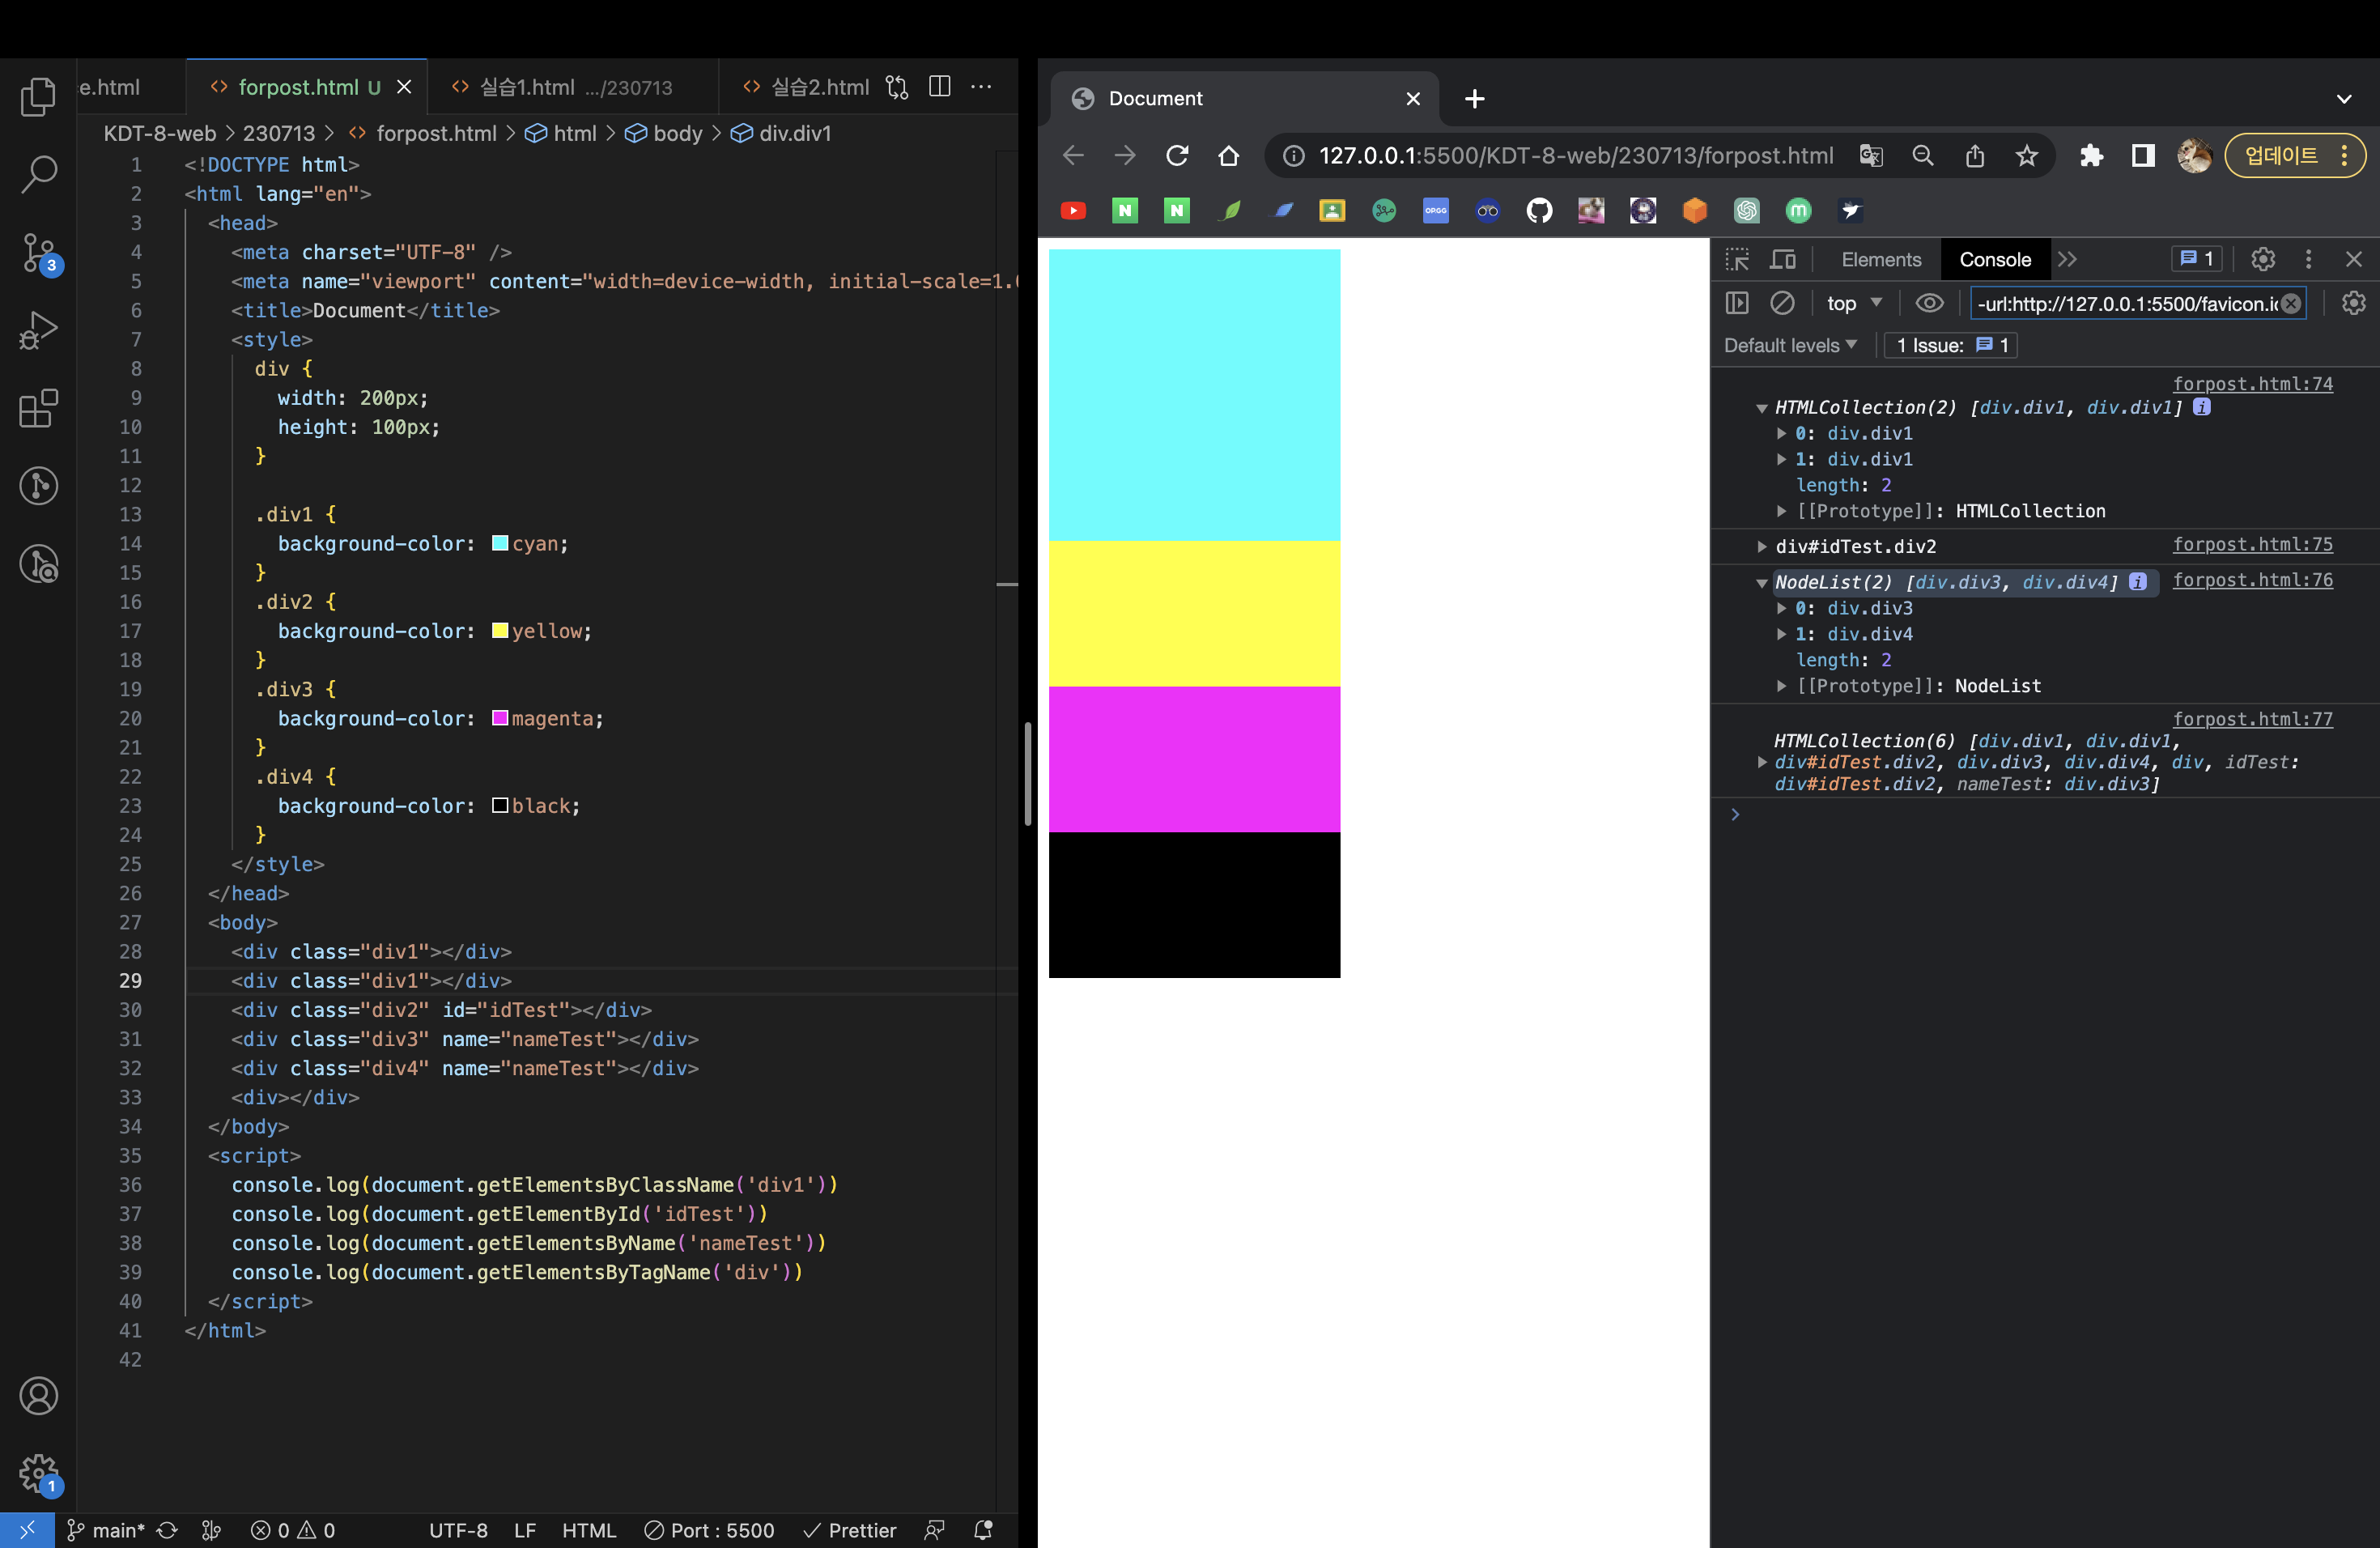 e.html
forpost.html U
실습1.html .../230713
실습2.html
KDT-8-web > 230713 > forpost.html > html > body > div.div1
1 <!DOCTYPE html>
2 <html lang="en">
3 <head>
4 <meta charset="UTF-8" />
5 <meta name="viewport" content="width=device-width, initial-scale=1.
6 <title>Document</title>
7 <style>
8 div {
9 width: 200px;
10 height: 100px;
11 }
12
13 .div1 {
14 background-color: cyan;
15 }
16 .div2 {
17 background-color: yellow;
18 }
19 .div3 {
20 background-color: magenta;
21 }
22 .div4 {
23 background-color: black;
24 }
25 </style>
26 </head>
27 <body>
28 <div class="div1"></div>
29 <div class="div1"></div>
30 <div class="div2" id="idTest"></div>
31 <div class="div3" name="nameTest"></div>
32 <div class="div4" name="nameTest"></div>
33 <div></div>
34 </body>
35 <script>
36 console.log(document.getElementsByClassName('div1'))
37 console.log(document.getElementById('idTest'))
38 console.log(document.getElementsByName('nameTest'))
39 console.log(document.getElementsByTagName('div'))
40 </script>
41 </html>
42
3
1
main* 0 0 UTF-8 LF HTML Port : 5500 Prettier
Document
127.0.0.1:5500/KDT-8-web/230713/forpost.html
업데이트
N
N
OP.GG
m
Elements Console 1
top
-url:http://127.0.0.1:5500/favicon.ic
Default levels 1 Issue: 1
forpost.html:74
HTMLCollection(2) [div.div1, div.div1] i
0: div.div1
1: div.div1
length: 2
[[Prototype]]: HTMLCollection
div#idTest.div2 forpost.html:75
NodeList(2) [div.div3, div.div4] i forpost.html:76
0: div.div3
1: div.div4
length: 2
[[Prototype]]: NodeList
forpost.html:77
HTMLCollection(6) [div.div1, div.div1,
div#idTest.div2, div.div3, div.div4, div, idTest:
div#idTest.div2, nameTest: div.div3]